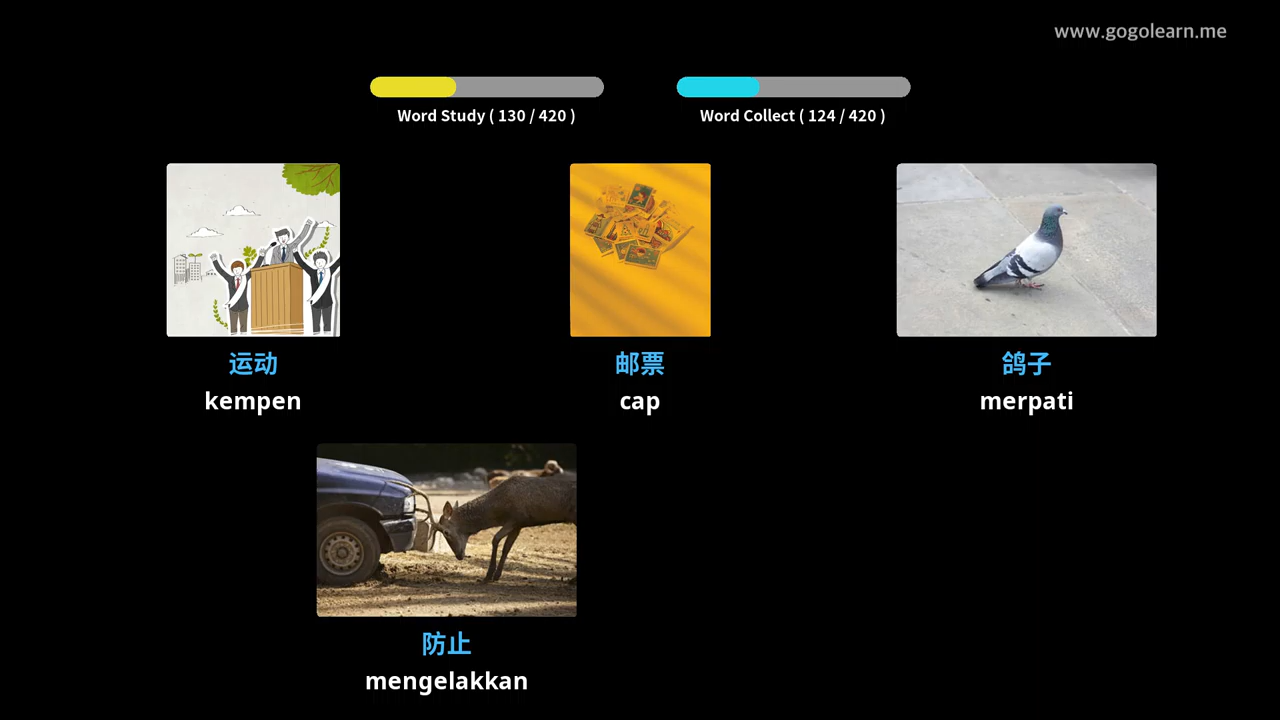 www.gogolearn.me
Word Study ( 130 / 420 )
Word Collect ( 124 / 420 )
运动
kempen
邮票
cap
鸽子
merpati
防止
mengelakkan